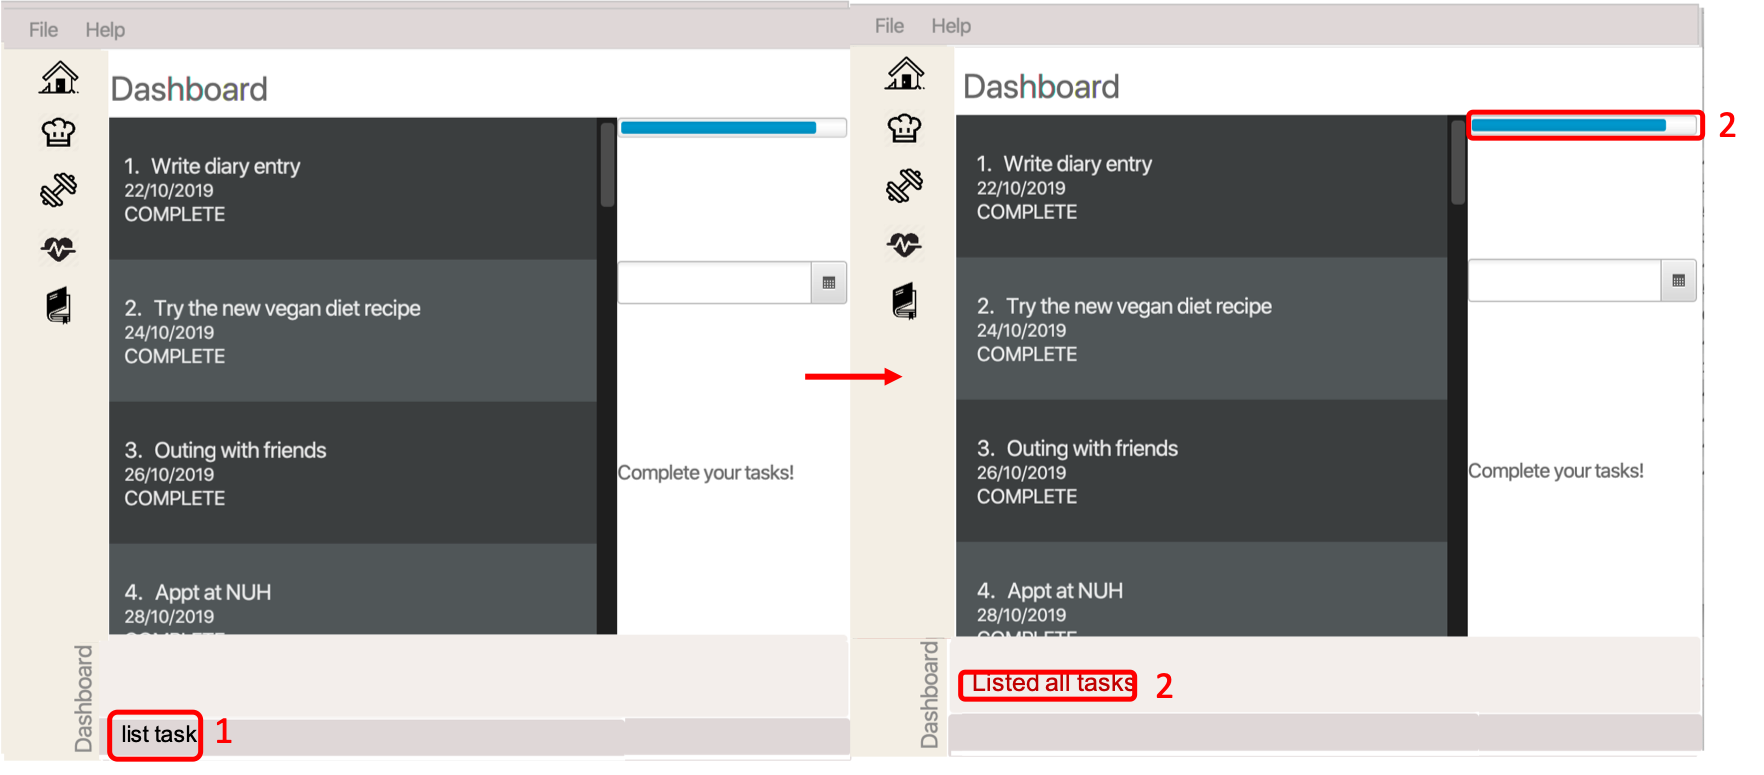 File Help
Dashboard
1. Write diary entry
22/10/2019
COMPLETE
2. Try the new vegan diet recipe
24/10/2019
COMPLETE
3. Outing with friends
26/10/2019
COMPLETE
4. Appt at NUH
28/10/2019
COMPLETE
Complete your tasks!
Dashboard
list task 1
File Help
Dashboard
2
1. Write diary entry
22/10/2019
COMPLETE
2. Try the new vegan diet recipe
24/10/2019
COMPLETE
3. Outing with friends
26/10/2019
COMPLETE
4. Appt at NUH
28/10/2019
COMPLETE
Complete your tasks!
Dashboard
Listed all tasks 2